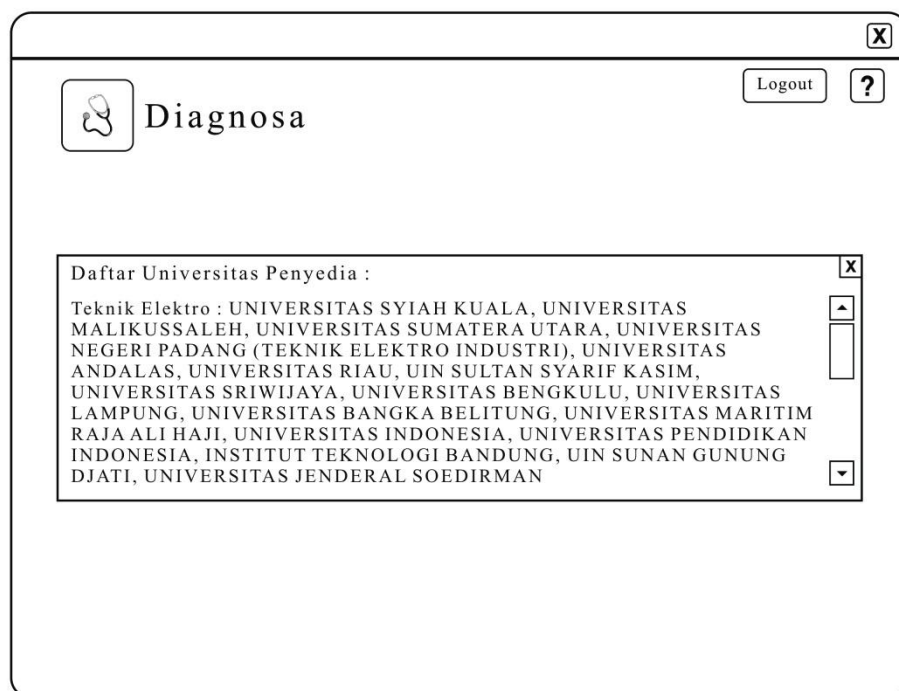 X
Logout
?
Diagnosa
Daftar Universitas Penyedia :
X
Teknik Elektro : UNIVERSITAS SYIAH KUALA, UNIVERSITAS
MALIKUSSALEH, UNIVERSITAS SUMATERA UTARA, UNIVERSITAS
NEGERI PADANG (TEKNIK ELEKTRO INDUSTRI), UNIVERSITAS
ANDALAS, UNIVERSITAS RIAU, UIN SULTAN SYARIF KASIM,
UNIVERSITAS SRIWIJAYA, UNIVERSITAS BENGKULU, UNIVERSITAS
LAMPUNG, UNIVERSITAS BANGKA BELITUNG, UNIVERSITAS MARITIM
RAJA ALI HAJI, UNIVERSITAS INDONESIA, UNIVERSITAS PENDIDIKAN
INDONESIA, INSTITUT TEKNOLOGI BANDUNG, UIN SUNAN GUNUNG
DJATI, UNIVERSITAS JENDERAL SOEDIRMAN